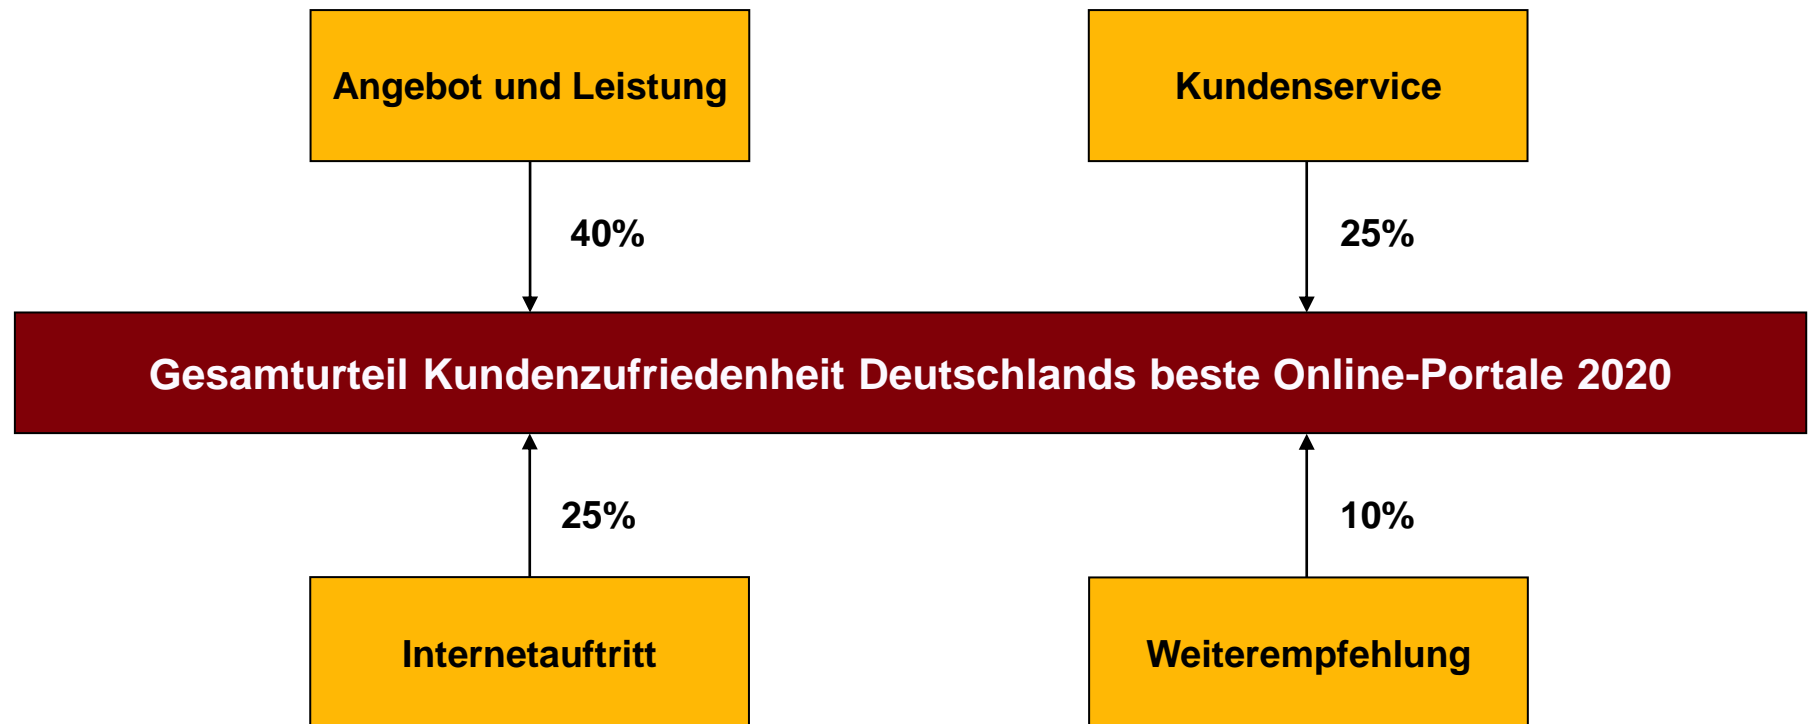 Angebot und Leistung
Kundenservice
40%
25%
Gesamturteil Kundenzufriedenheit Deutschlands beste Online-Portale 2020
25%
10%
Internetauftritt
Weiterempfehlung